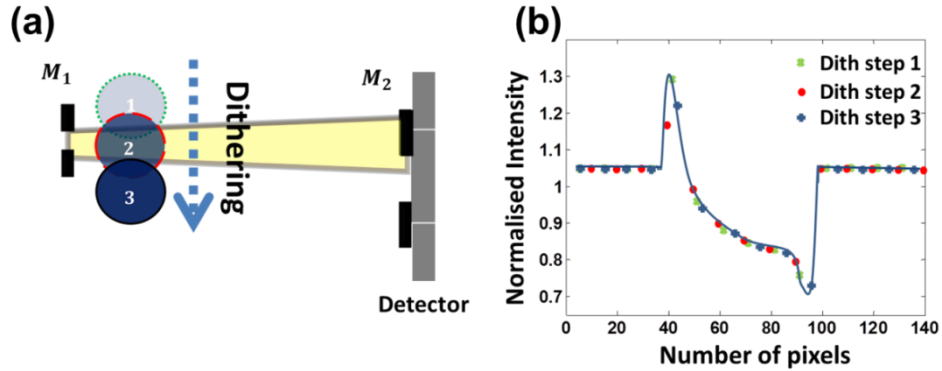 (a)
M₁
M₂
1
2
3
Dithering
Detector
(b)
Normalised Intensity
1.3
1.2
1.1
1
0.9
0.8
0.7
Dith step 1
Dith step 2
Dith step 3
0 20 40 60 80 100 120 140
Number of pixels